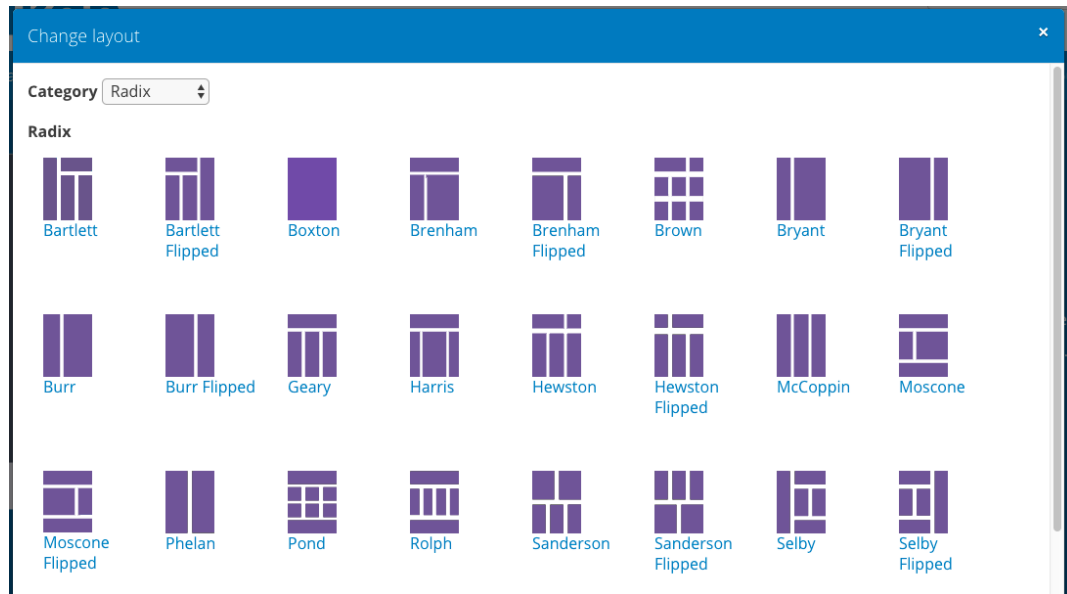 Change layout ×
Category Radix
Radix
Bartlett
Bartlett
Flipped
Boxton
Brenham
Brenham
Flipped
Brown
Bryant
Bryant
Flipped
Burr
Burr Flipped
Geary
Harris
Hewston
Hewston
Flipped
McCoppin
Moscone
Moscone
Flipped
Phelan
Pond
Rolph
Sanderson
Sanderson
Flipped
Selby
Selby
Flipped